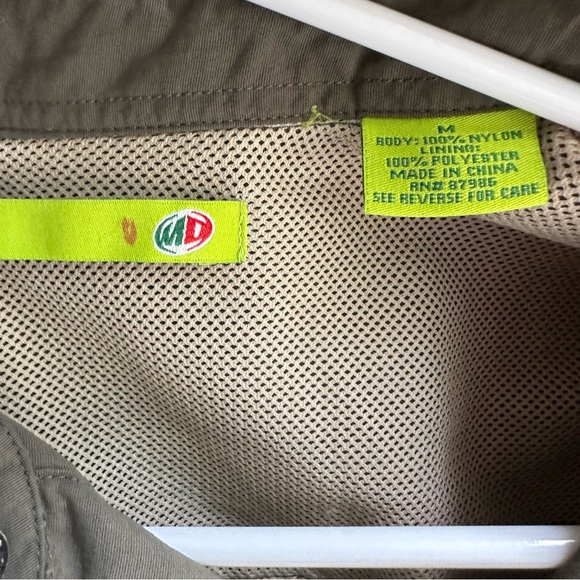 M
BODY: 100% NYLON
LINING:
100% POLYESTER
MADE IN CHINA
RN# 87986
SEE REVERSE FOR CARE
MD